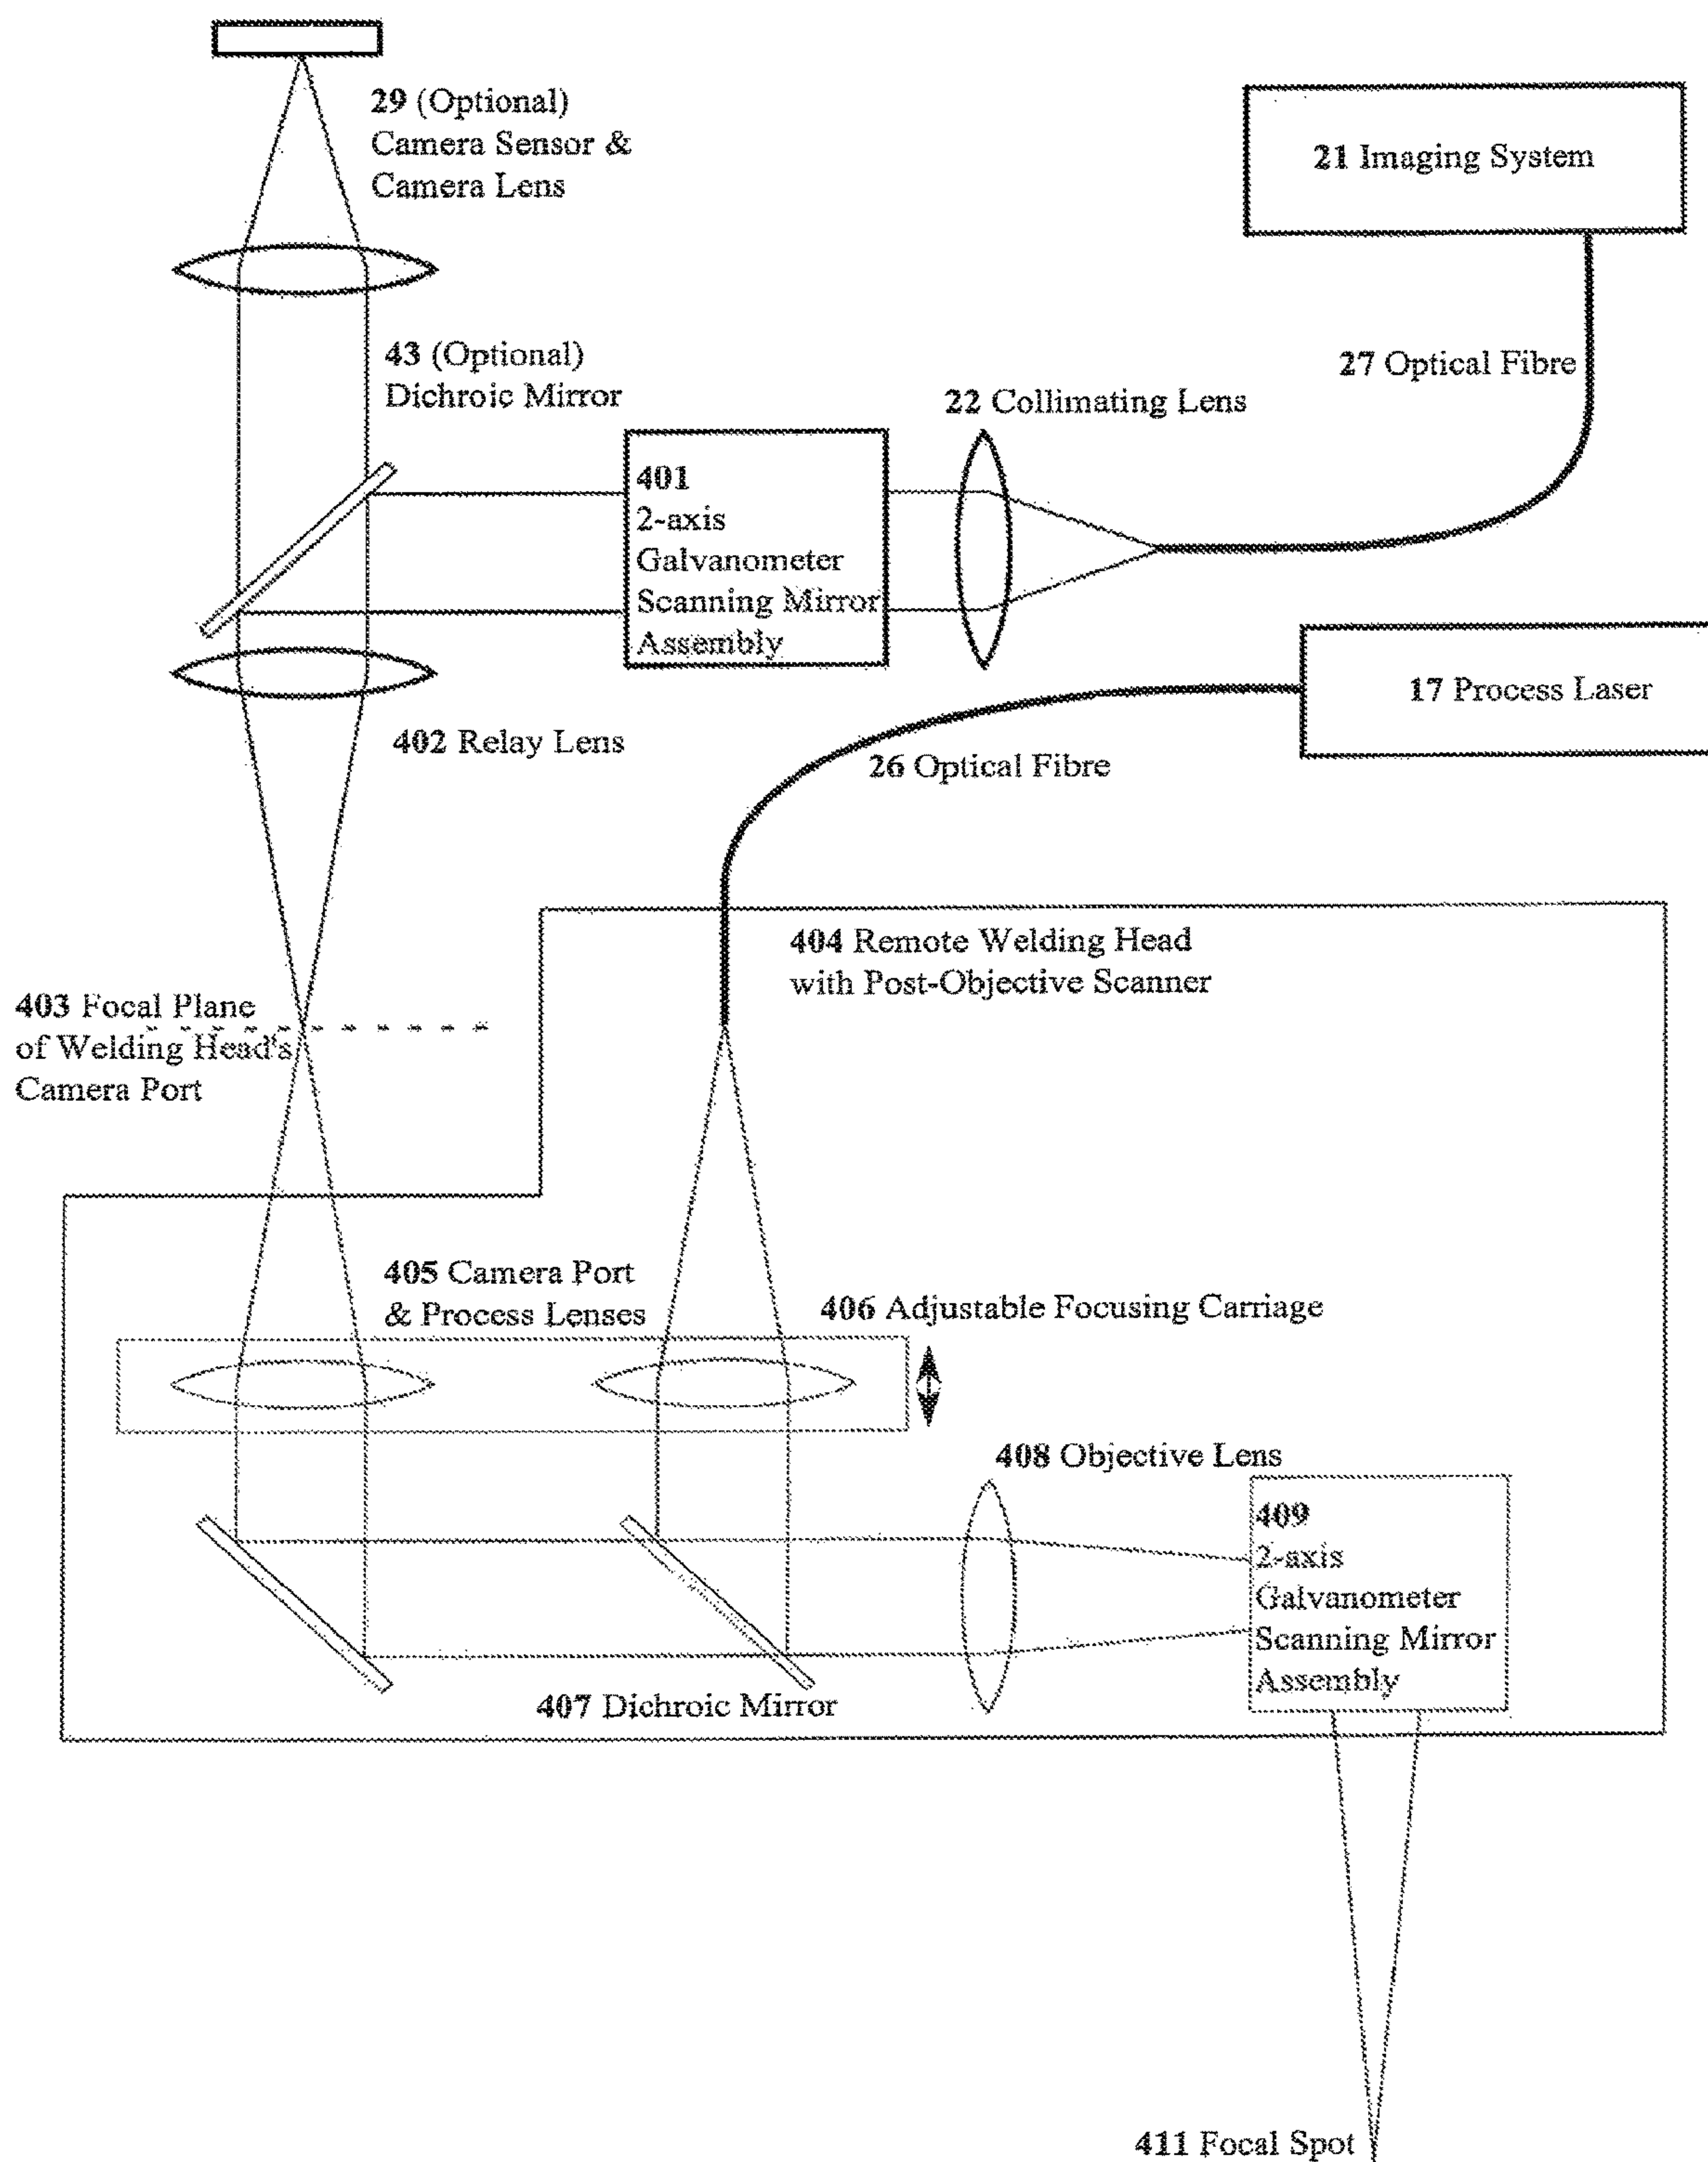 29 (Optional)
Camera Sensor &
Camera Lens
21 Imaging System
43 (Optional)
Dichroic Mirror
27 Optical Fibre
22 Collimating Lens
401
2-axis
Galvanometer
Scanning Mirror
Assembly
17 Process Laser
402 Relay Lens
26 Optical Fibre
404 Remote Welding Head
with Post-Objective Scanner
403 Focal Plane
of Welding Head's
Camera Port
405 Camera Port
& Process Lenses
406 Adjustable Focusing Carriage
408 Objective Lens
409
2-axis
Galvanometer
Scanning Mirror
Assembly
407 Dichroic Mirror
411 Focal Spot